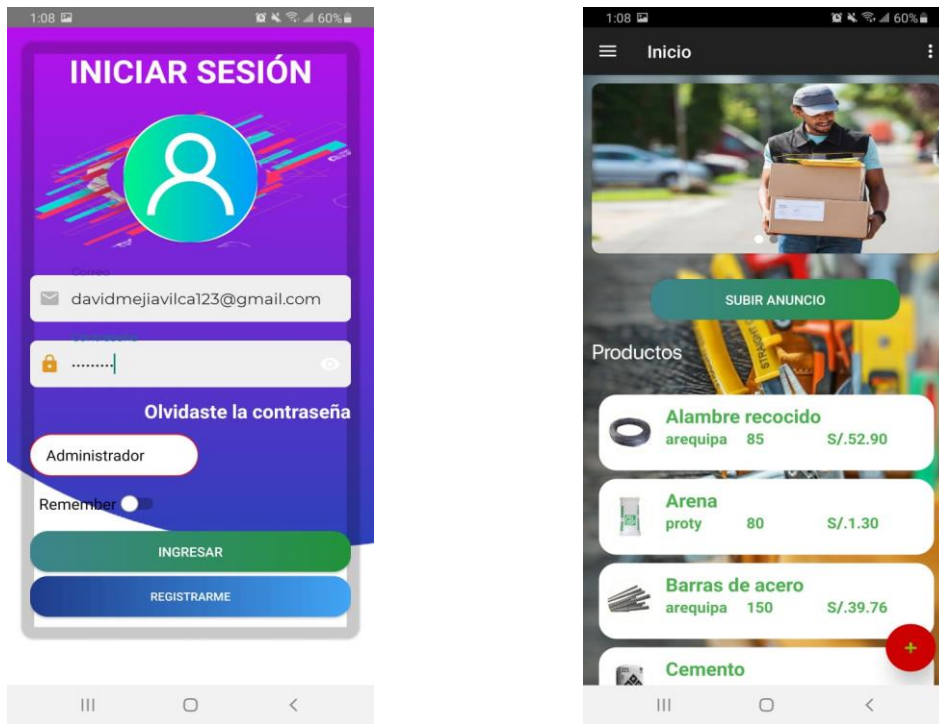 1:08
60%
INICIAR SESIÓN
Correo
davidmejiavilca123@gmail.com
Contraseña
.........
Olvidaste la contraseña
Administrador
Remember
INGRESAR
REGISTRARME
1:08
60%
Inicio
SUBIR ANUNCIO
STRAIGHT
Productos
Alambre recocido
arequipa 85 S/.52.90
Arena
proty 80 S/.1.30
Barras de acero
arequipa 150 S/.39.76
+
Cemento